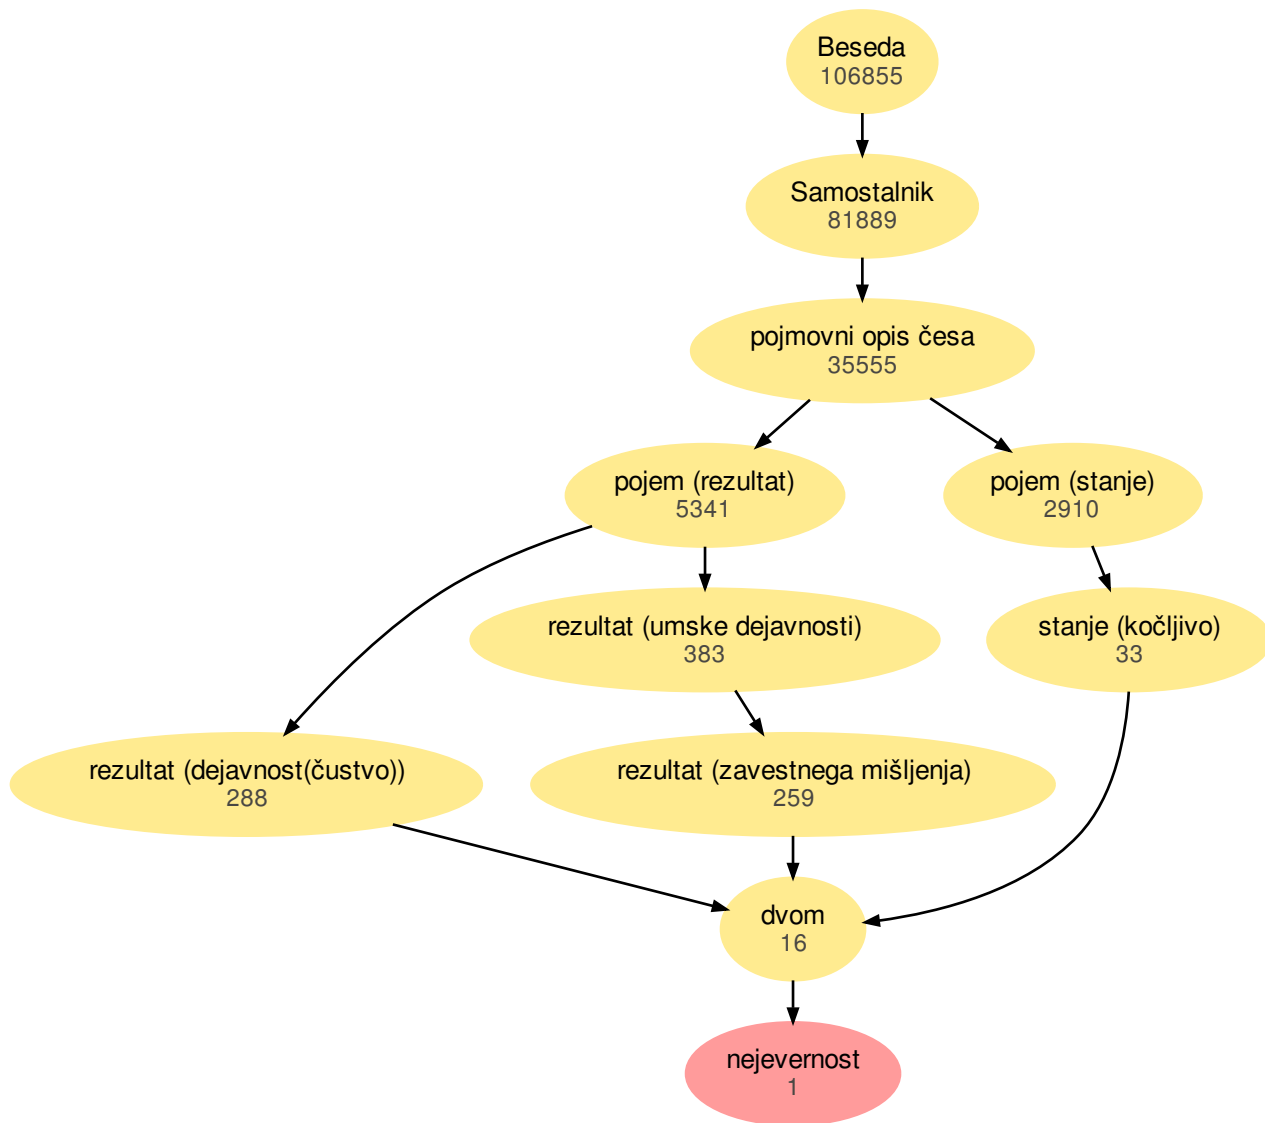 Beseda
106855
Samostalnik
81889
pojmovni opis česa
35555
pojem (rezultat)
5341
pojem (stanje)
2910
rezultat (umske dejavnosti)
383
stanje (kočljivo)
33
rezultat (dejavnost(čustvo))
288
rezultat (zavestnega mišljenja)
259
dvom
16
nejevernost
1